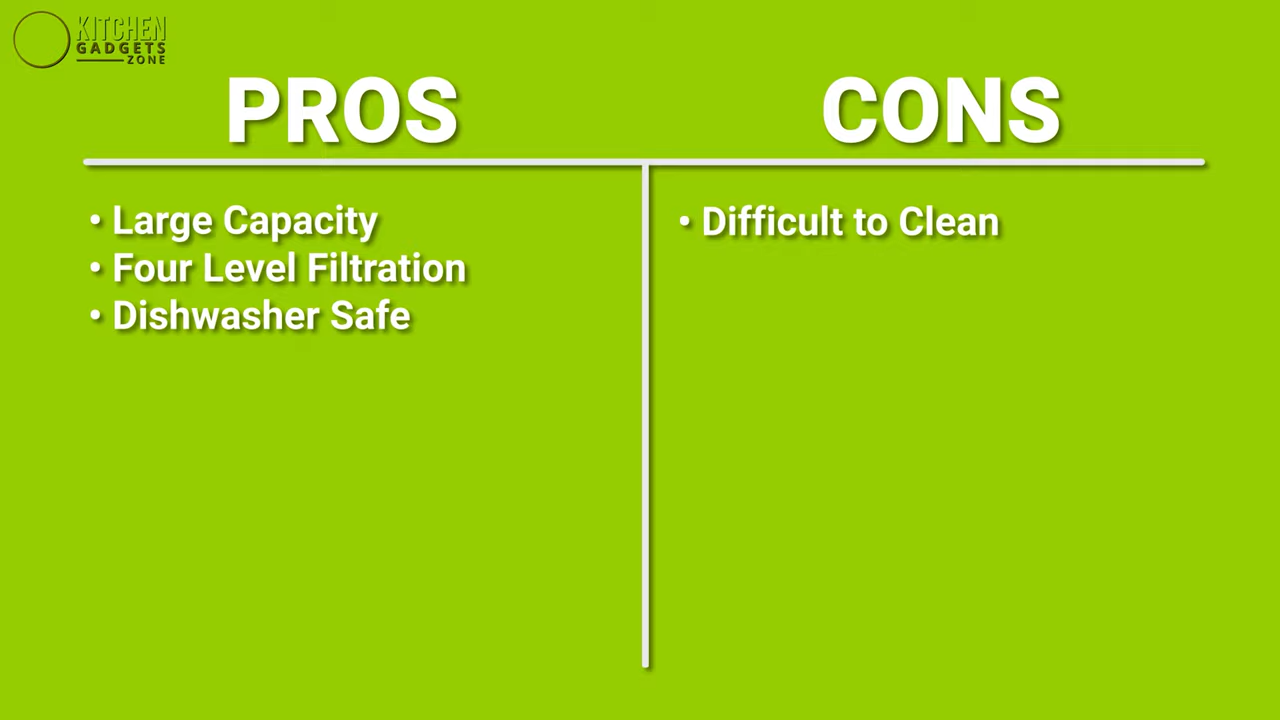 KITCHEN
GADGETS
ZONE
PROS
CONS
• Large Capacity
• Four Level Filtration
• Dishwasher Safe
• Difficult to Clean